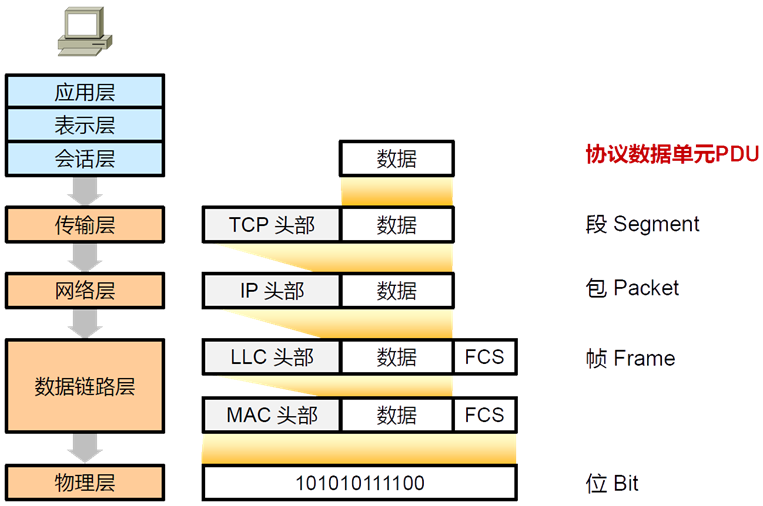 应用层
表示层
会话层 数据 协议数据单元PDU
传输层 TCP 头部 数据 段 Segment
网络层 IP 头部 数据 包 Packet
数据链路层
LLC 头部 数据 FCS 帧 Frame
MAC 头部 数据 FCS
物理层 101010111100 位 Bit